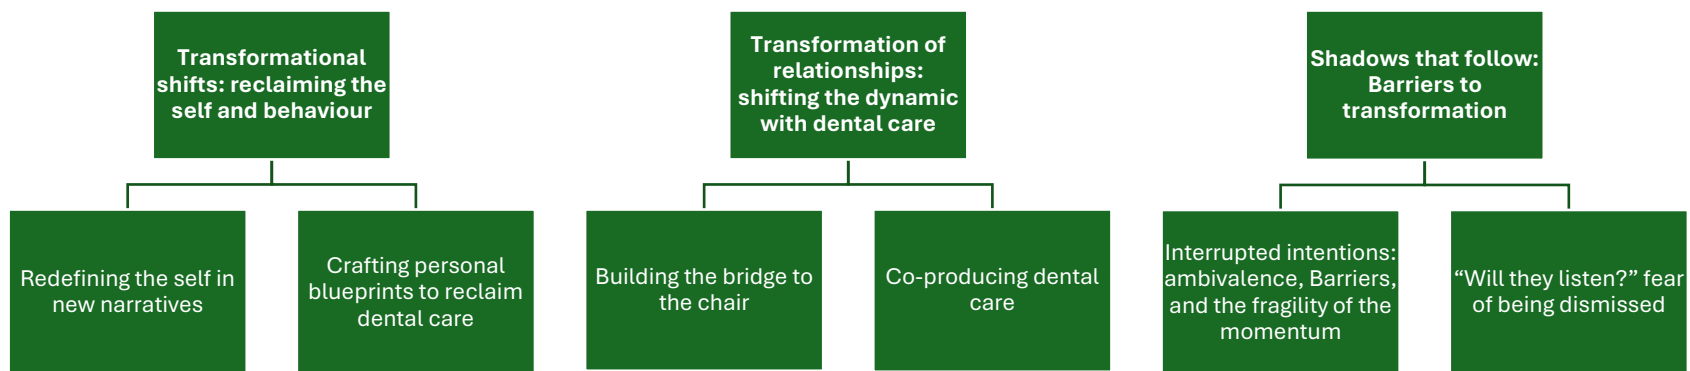 Transformational
shifts: reclaiming the
self and behaviour
Redefining the self in
new narratives
Crafting personal
blueprints to reclaim
dental care
Transformation of
relationships:
shifting the dynamic
with dental care
Building the bridge to
the chair
Co-producing dental
care
Shadows that follow:
Barriers to
transformation
Interrupted intentions:
ambivalence, Barriers,
and the fragility of the
momentum
“Will they listen?” fear
of being dismissed